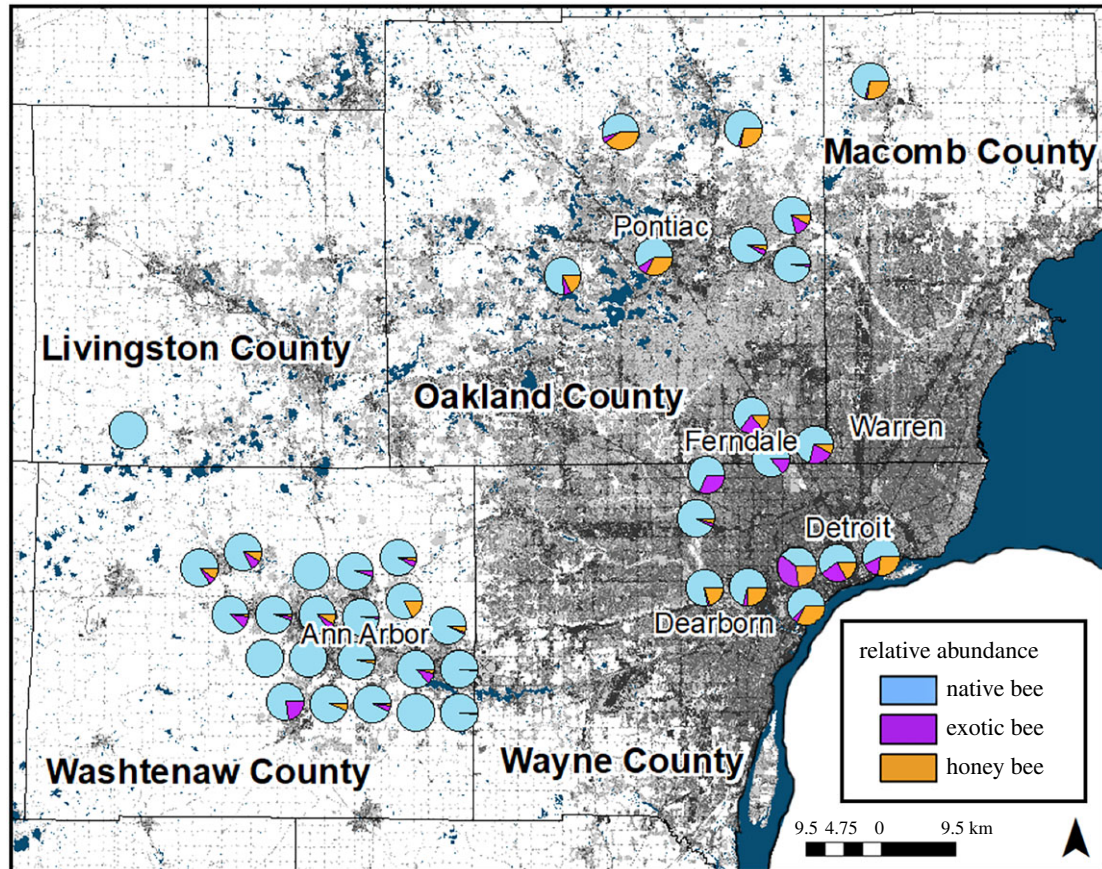 Macomb County
Pontiac
Livingston County
Oakland County
Warren
Ferndale
Detroit
Dearborn
Ann Arbor
Washtenaw County
Wayne County
relative abundance
native bee
exotic bee
honey bee
9.5 4.75 0 9.5 km